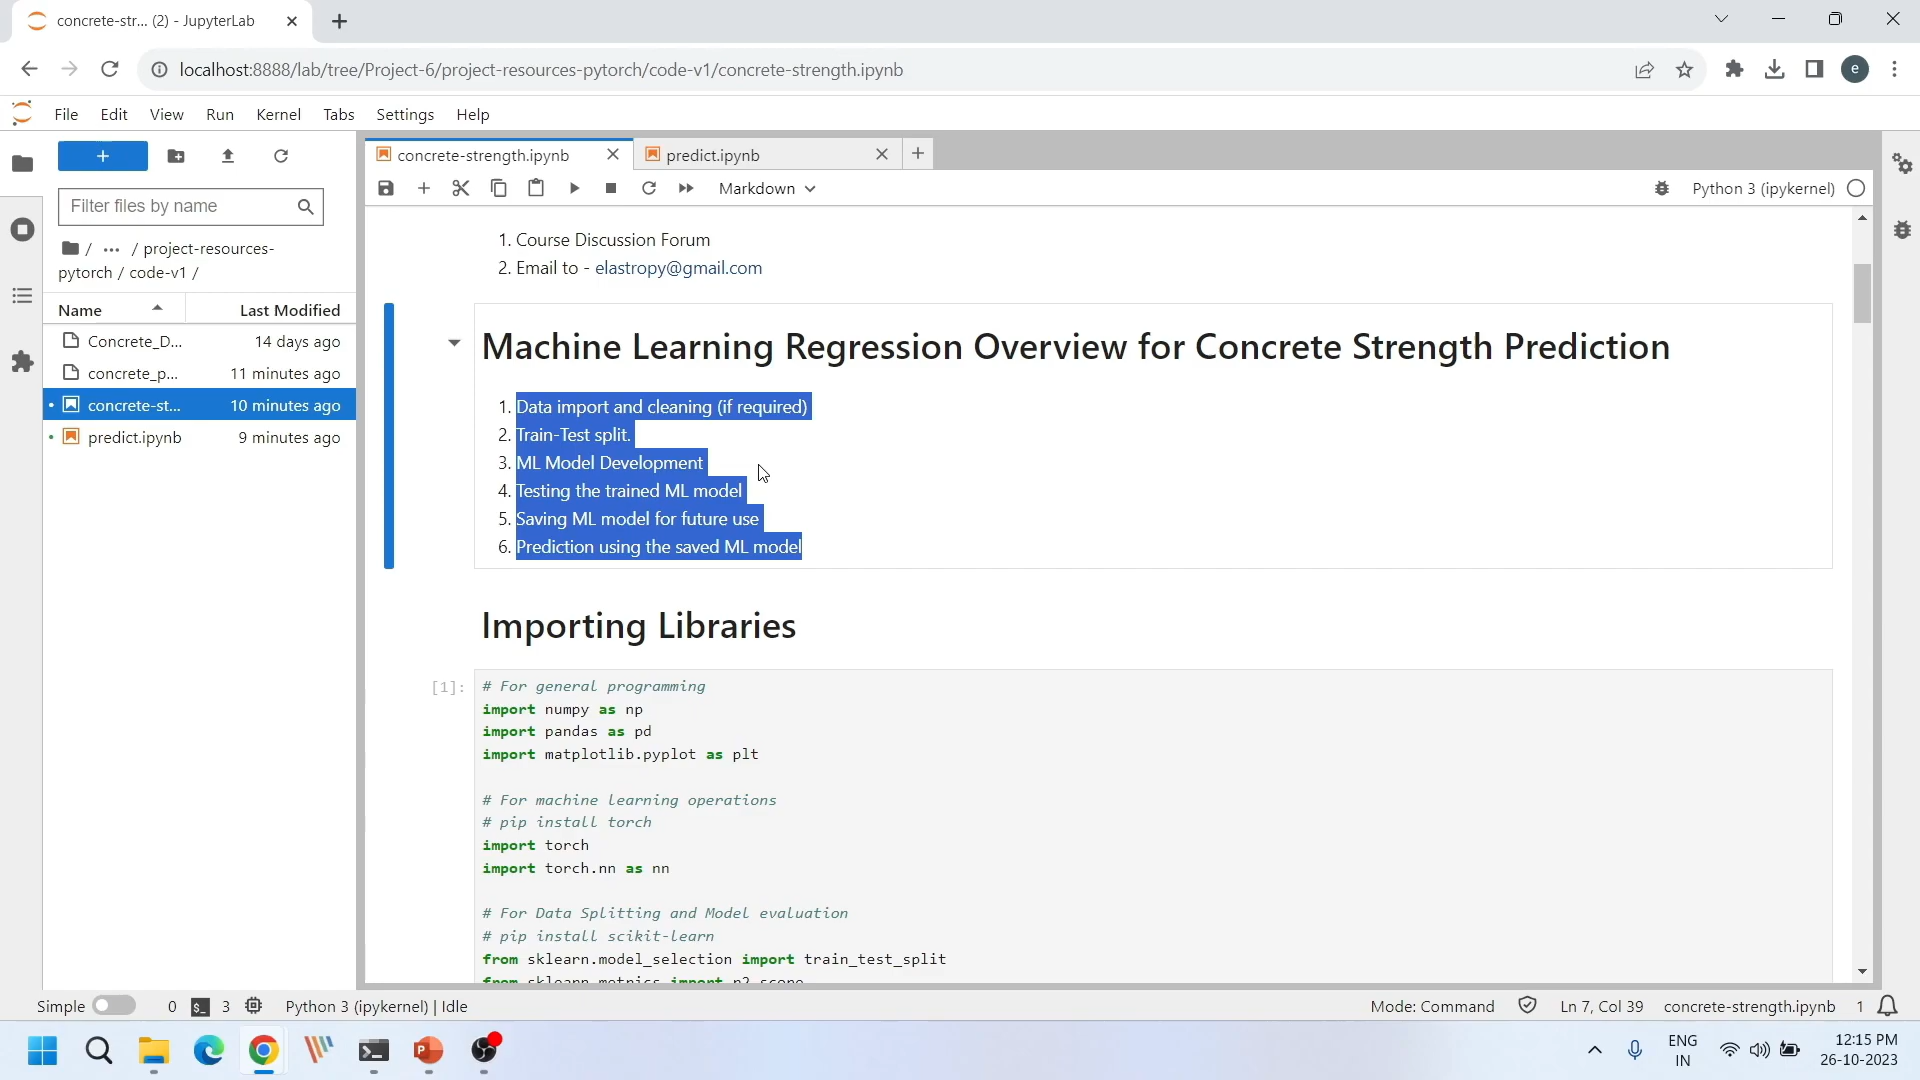 concrete-str... (2) - JupyterLab
localhost:8888/lab/tree/Project-6/project-resources-pytorch/code-v1/concrete-strength.ipynb
e
File Edit View Run Kernel Tabs Settings Help
+
Filter files by name
/ ... / project-resources-
pytorch / code-v1 /
Name Last Modified
Concrete_D... 14 days ago
concrete_p... 11 minutes ago
concrete-st... 10 minutes ago
predict.ipynb 9 minutes ago
concrete-strength.ipynb
predict.ipynb
Markdown
Python 3 (ipykernel)
1. Course Discussion Forum
2. Email to - elastropy@gmail.com
Machine Learning Regression Overview for Concrete Strength Prediction
1. Data import and cleaning (if required)
2. Train-Test split.
3. ML Model Development
4. Testing the trained ML model
5. Saving ML model for future use
6. Prediction using the saved ML model
Importing Libraries
[1]:
# For general programming
import numpy as np
import pandas as pd
import matplotlib.pyplot as plt
# For machine learning operations
# pip install torch
import torch
import torch.nn as nn
# For Data Splitting and Model evaluation
# pip install scikit-learn
from sklearn.model_selection import train_test_split
from sklearn.metrics import r2_score
Simple 0 3 Python 3 (ipykernel) | Idle
Mode: Command Ln 7, Col 39 concrete-strength.ipynb 1
ENG
IN
12:15 PM
26-10-2023